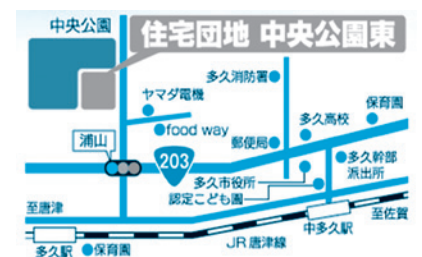 中央公園
住宅団地 中央公園東
多久消防署
ヤマダ電機
保育園
food way
多久高校
浦山
郵便局
203
多久幹部
派出所
多久市役所
認定こども園
至唐津
至佐賀
中多久駅
多久駅
保育園
JR唐津線